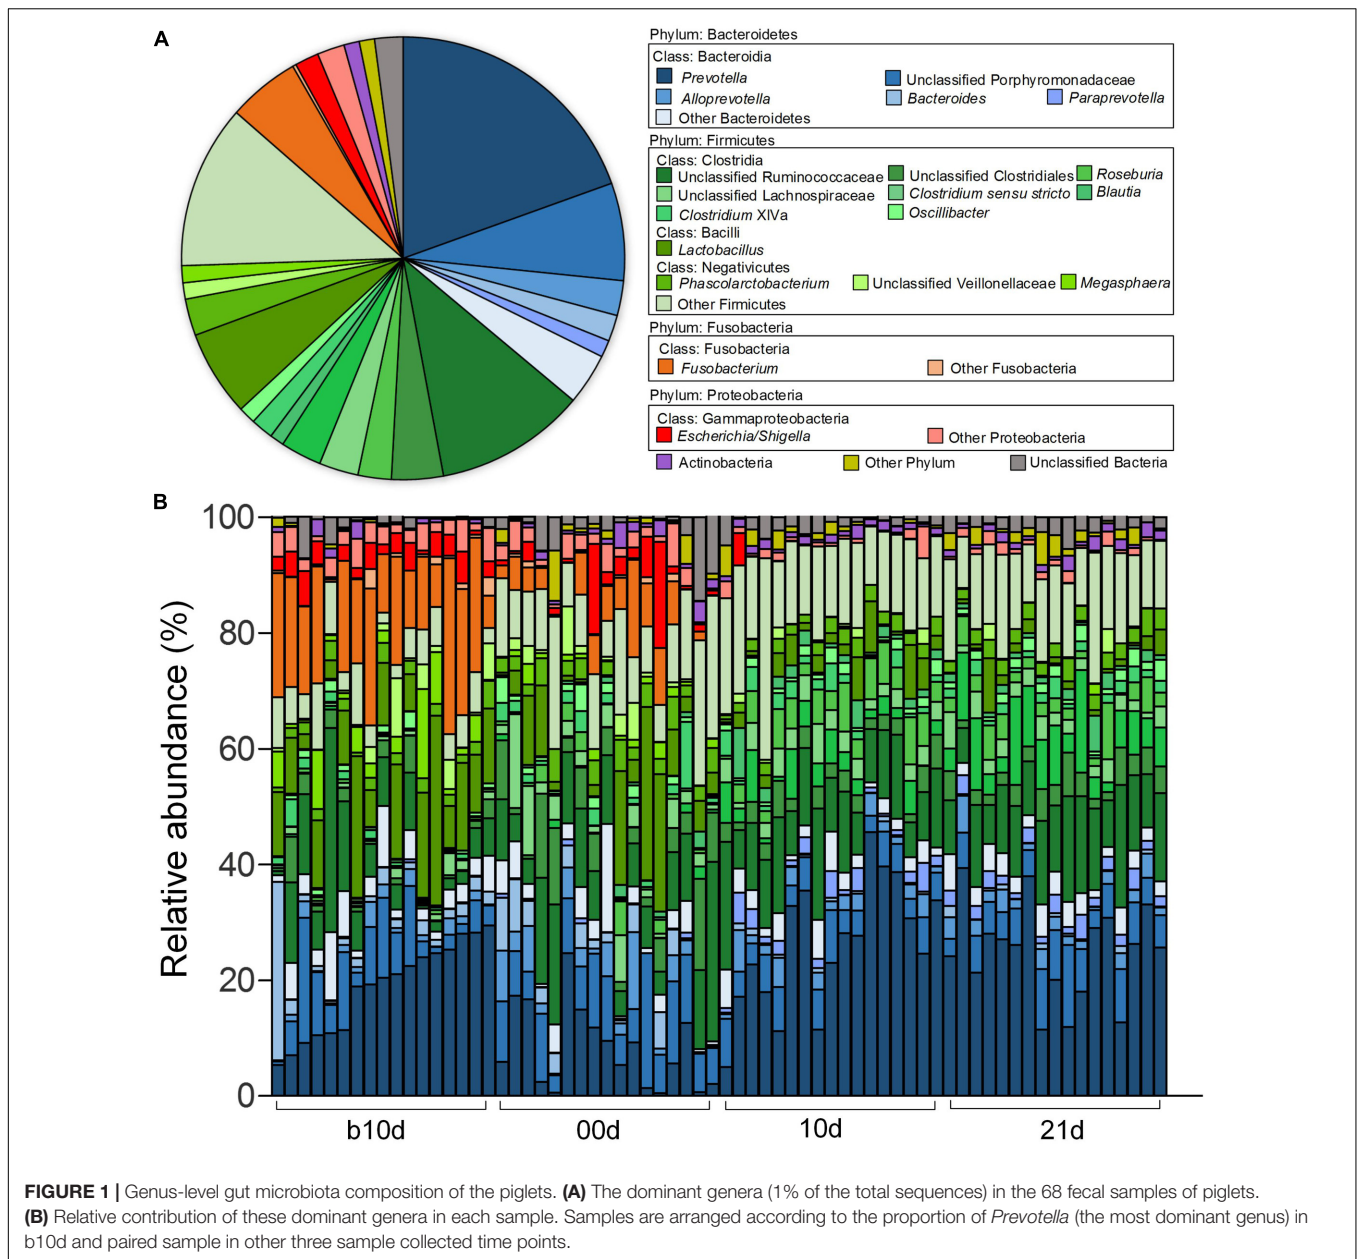 A
Phylum: Bacteroidetes
Class: Bacteroidia
Prevotella
Unclassified Porphyromonadaceae
Alloprevotella
Bacteroides
Paraprevotella
Other Bacteroidetes
Phylum: Firmicutes
Class: Clostridia
Unclassified Ruminococcaceae
Unclassified Clostridiales
Roseburia
Unclassified Lachnospiraceae
Clostridium sensu stricto
Blautia
Clostridium XIVa
Oscillibacter
Class: Bacilli
Lactobacillus
Class: Negativicutes
Phascolarctobacterium
Unclassified Veillonellaceae
Megasphaera
Other Firmicutes
Phylum: Fusobacteria
Class: Fusobacteria
Fusobacterium
Other Fusobacteria
Phylum: Proteobacteria
Class: Gammaproteobacteria
Escherichia/Shigella
Other Proteobacteria
Actinobacteria
Other Phylum
Unclassified Bacteria
B
Relative abundance (%)
100
80
60
40
20
0
b10d
00d
10d
21d
FIGURE 1 | Genus-level gut microbiota composition of the piglets. (A) The dominant genera (1% of the total sequences) in the 68 fecal samples of piglets.
(B) Relative contribution of these dominant genera in each sample. Samples are arranged according to the proportion of Prevotella (the most dominant genus) in
b10d and paired sample in other three sample collected time points.